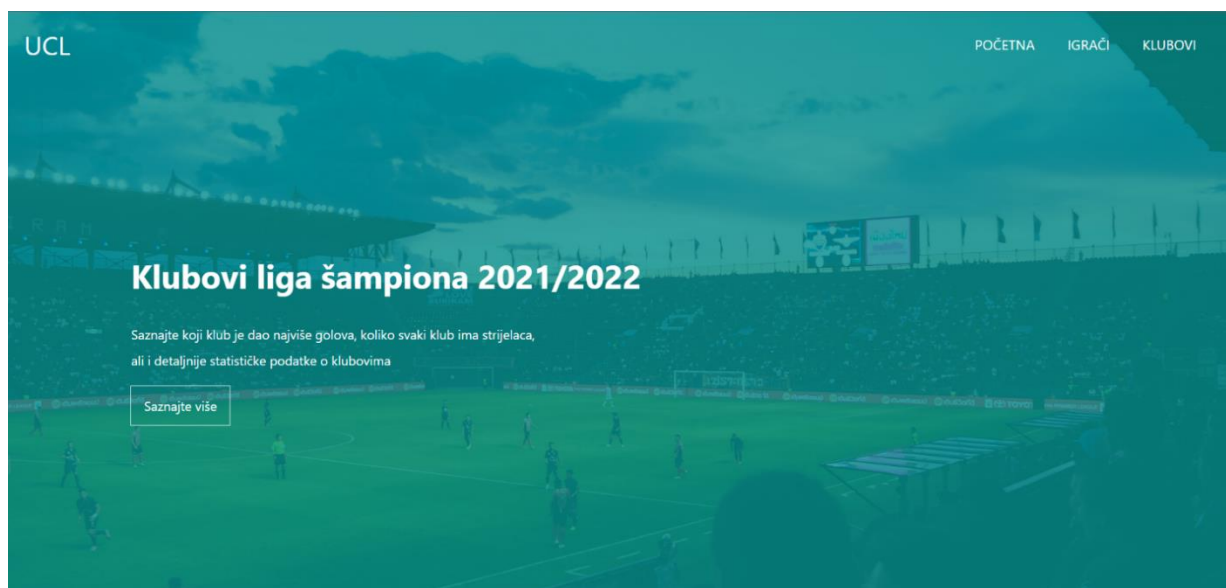 UCL
POČETNA IGRAČI KLUBOVI
Klubovi liga šampiona 2021/2022
Saznajte koji klub je dao najviše golova, koliko svaki klub ima strijelaca,
ali i detaljnije statističke podatke o klubovima
Saznajte više